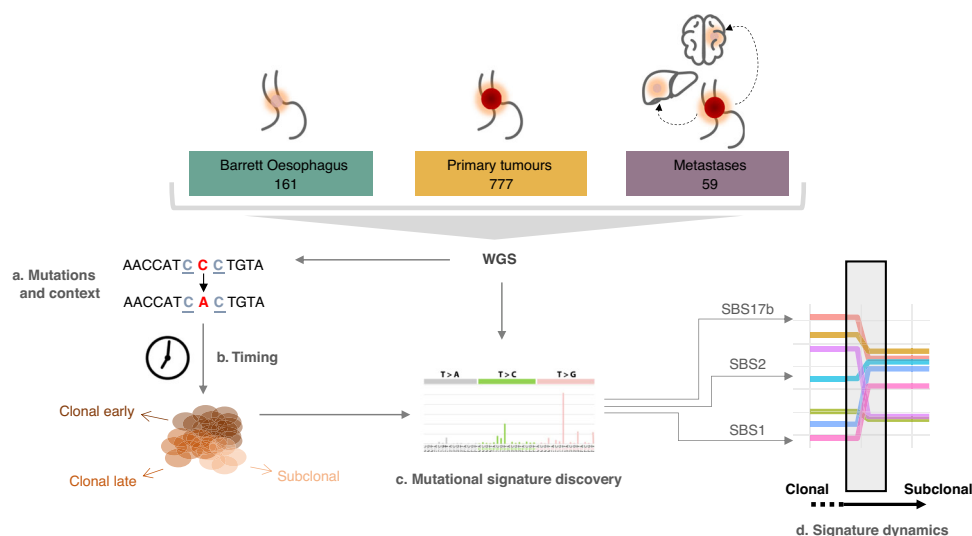 Barrett Oesophagus
161
Primary tumours
777
Metastases
59
WGS
a. Mutations
and context
AACCATCCCTGTA
AACCATCACTGTA
b. Timing
Clonal early
Clonal late
Subclonal
T>A
T>C
T>G
c. Mutational signature discovery
SBS17b
SBS2
SBS1
Clonal
Subclonal
d. Signature dynamics